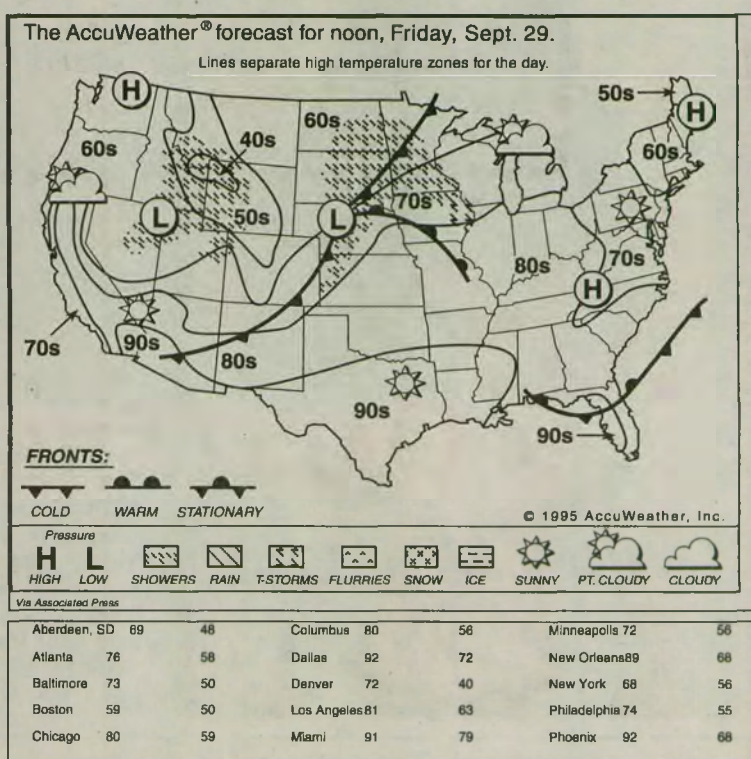 The AccuWeather® forecast for noon, Friday, Sept. 29.
Lines separate high temperature zones for the day.
H
50s
H
60s
40s
60s
60s
L
50s
L
70s
80s
70s
H
70s
90s
80s
90s
90s
FRONTS:
COLD WARM STATIONARY
© 1995 AccuWeather, Inc.
Pressure
H L
HIGH LOW SHOWERS RAIN T-STORMS FLURRIES SNOW ICE SUNNY PT. CLOUDY CLOUDY
Via Associated Press
Aberdeen, SD 69 48 Columbus 80 56 Minneapolis 72 56
Atlanta 76 58 Dallas 92 72 New Orleans 89 68
Baltimore 73 50 Denver 72 40 New York 68 56
Boston 59 50 Los Angeles 81 63 Philadelphia 74 55
Chicago 80 59 Miami 91 79 Phoenix 92 68